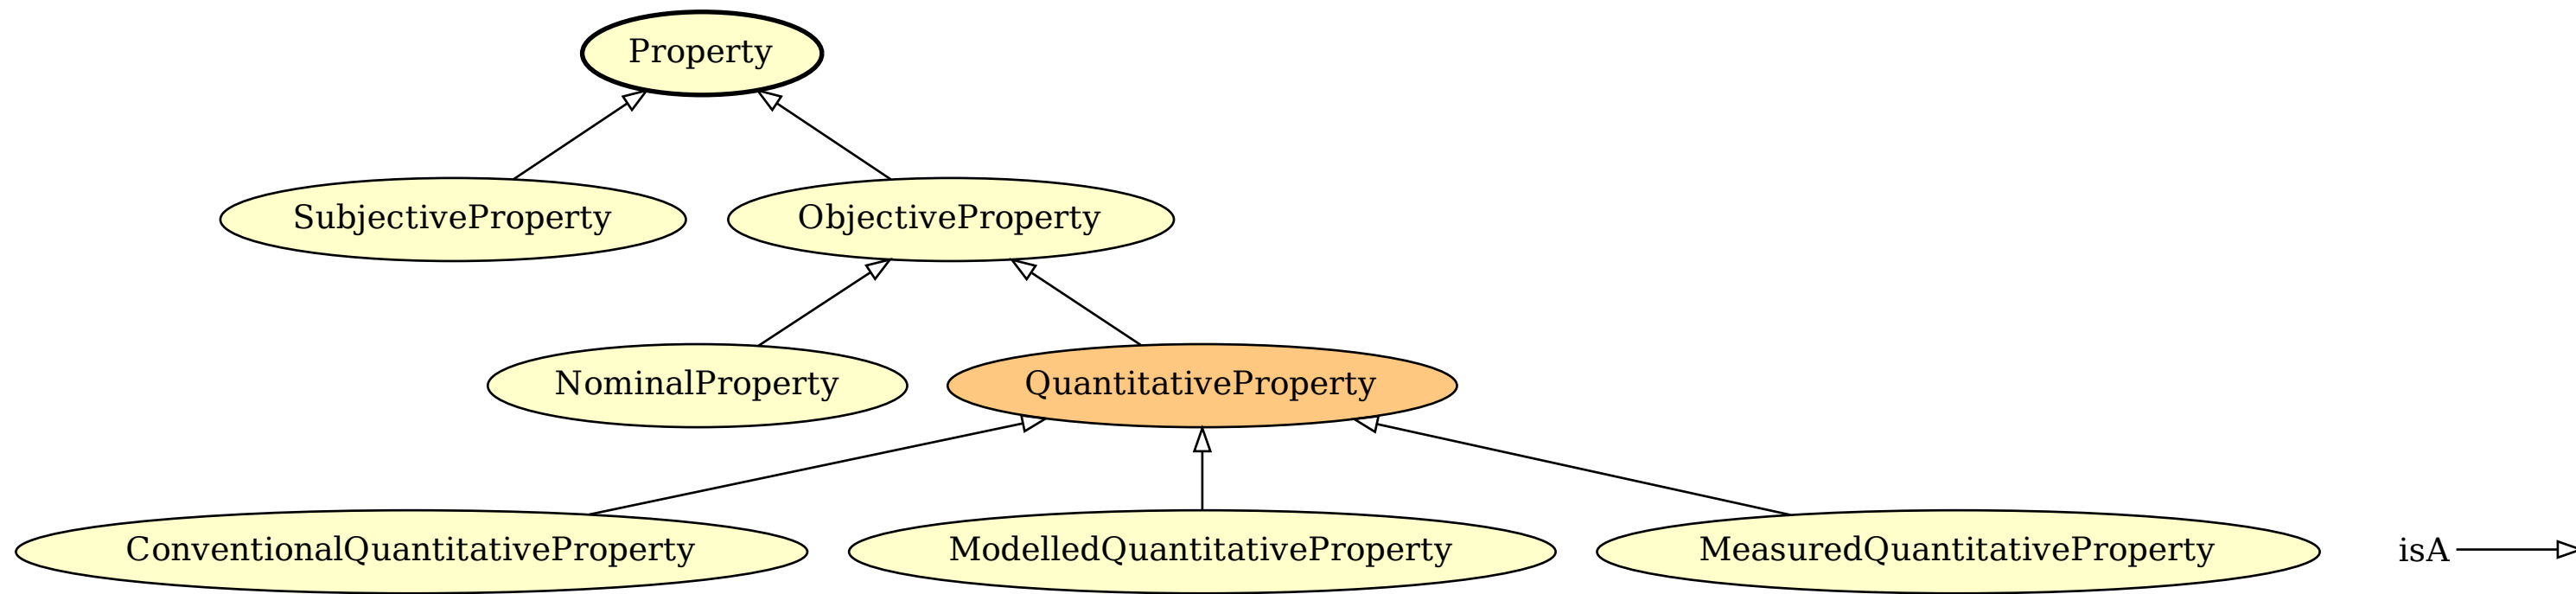 Property
SubjectiveProperty
ObjectiveProperty
NominalProperty
QuantitativeProperty
ConventionalQuantitativeProperty
ModelledQuantitativeProperty
MeasuredQuantitativeProperty
isA